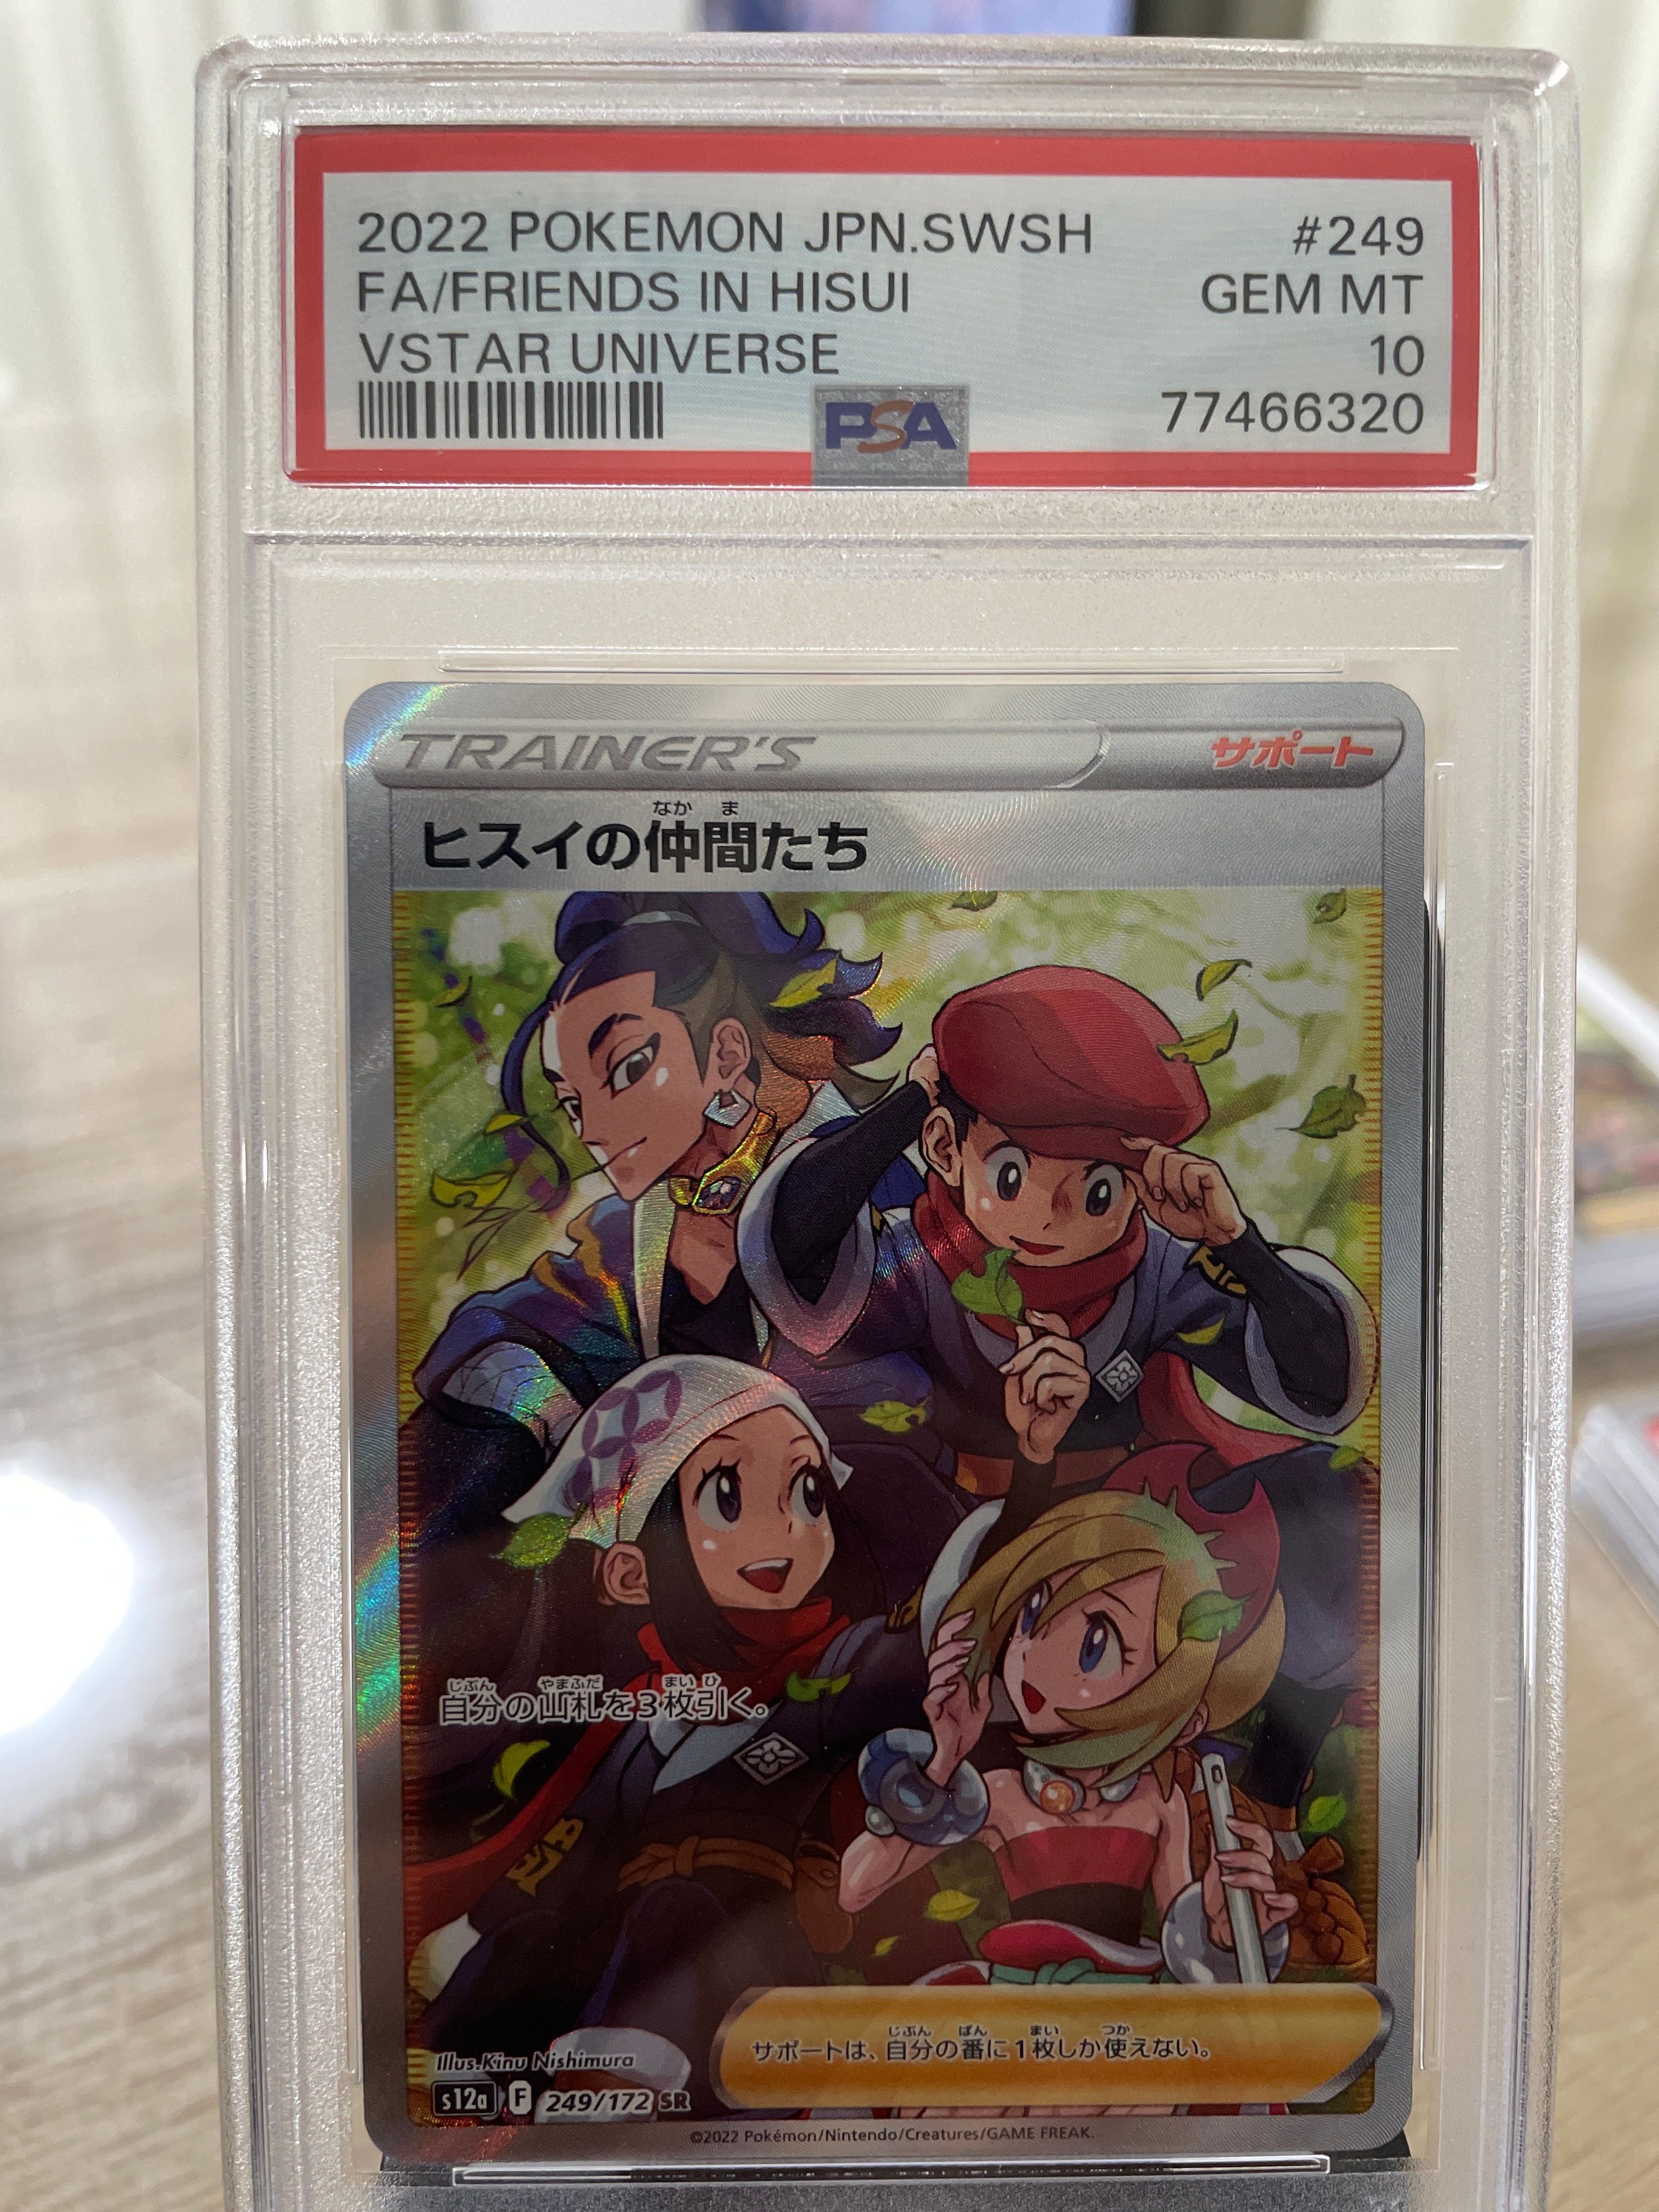 2022 POKEMON JPN.SWSH #249
FA/FRIENDS IN HISUI GEM MT
VSTAR UNIVERSE 10
PSA 77466320
TRAINER'S サポート
なか ま
ヒスイの仲間たち
じぶん やまふだ まい ひ
自分の山札を3枚引く。
じぶん ばん まい つか
サポートは、自分の番に1枚しか使えない。
Illus.Kinu Nishimura
s12a F 249/172 SR
©2022 Pokémon/Nintendo/Creatures/GAME FREAK.